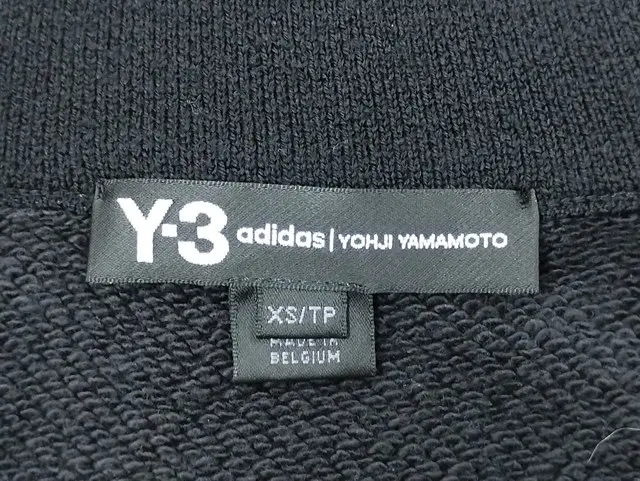 Y-3 adidas | YOHJI YAMAMOTO
XS/TP
MADE IN
BELGIUM